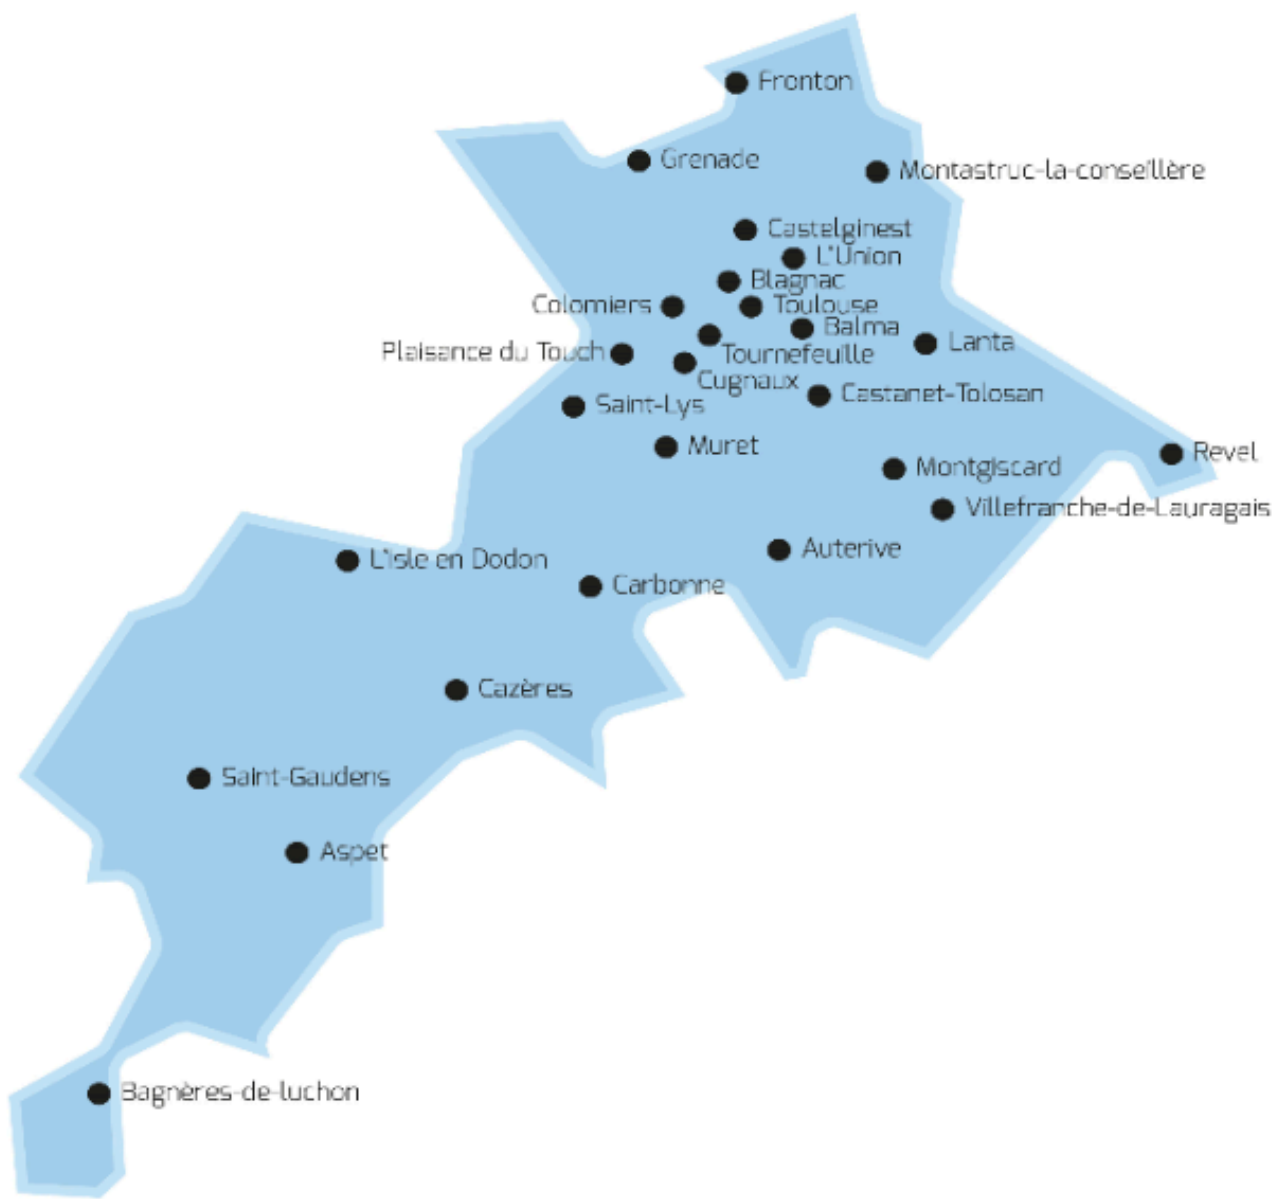 Fronton
Grenade
Montastruc-la-conseillère
Castelginest
L'Union
Blagnac
Colomiers
Toulouse
Balma
Lanta
Plaisance du Touch
Tournefeuille
Cugnaux
Castanet-Tolosan
Saint-Lys
Muret
Revel
Montgiscard
Villefranche-de-Lauragais
Auterive
L'isle en Dodon
Carbonne
Cazères
Saint-Gaudens
Aspet
Bagnères-de-luchon